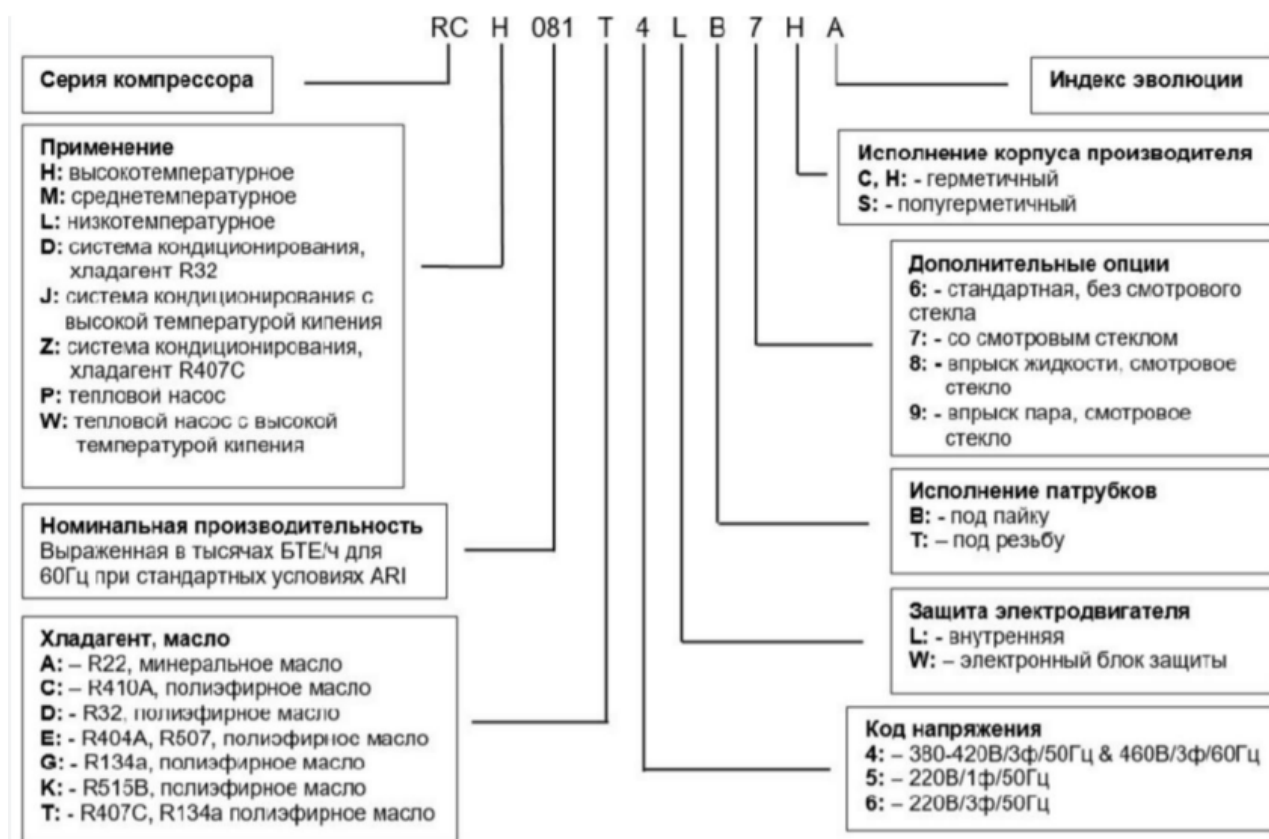 RC H 081 T 4 L B 7 H A
Серия компрессора
Применение
H: высокотемпературное
M: среднетемпературное
L: низкотемпературное
D: система кондиционирования,
хладагент R32
J: система кондиционирования с
высокой температурой кипения
Z: система кондиционирования,
хладагент R407C
P: тепловой насос
W: тепловой насос с высокой
температурой кипения
Номинальная производительность
Выраженная в тысячах БТЕ/ч для
60Гц при стандартных условиях ARI
Хладагент, масло
A: – R22, минеральное масло
C: – R410A, полиэфирное масло
D: - R32, полиэфирное масло
E: - R404A, R507, полиэфирное масло
G: - R134a, полиэфирное масло
K: - R515B, полиэфирное масло
T: - R407C, R134a полиэфирное масло
Индекс эволюции
Исполнение корпуса производителя
C, H: - герметичный
S: - полугерметичный
Дополнительные опции
6: - стандартная, без смотрового
стекла
7: - со смотровым стеклом
8: - впрыск жидкости, смотровое
стекло
9: - впрыск пара, смотровое
стекло
Исполнение патрубков
B: - под пайку
T: – под резьбу
Защита электродвигателя
L: - внутренняя
W: – электронный блок защиты
Код напряжения
4: – 380-420В/3ф/50Гц & 460В/3ф/60Гц
5: – 220В/1ф/50Гц
6: – 220В/3ф/50Гц